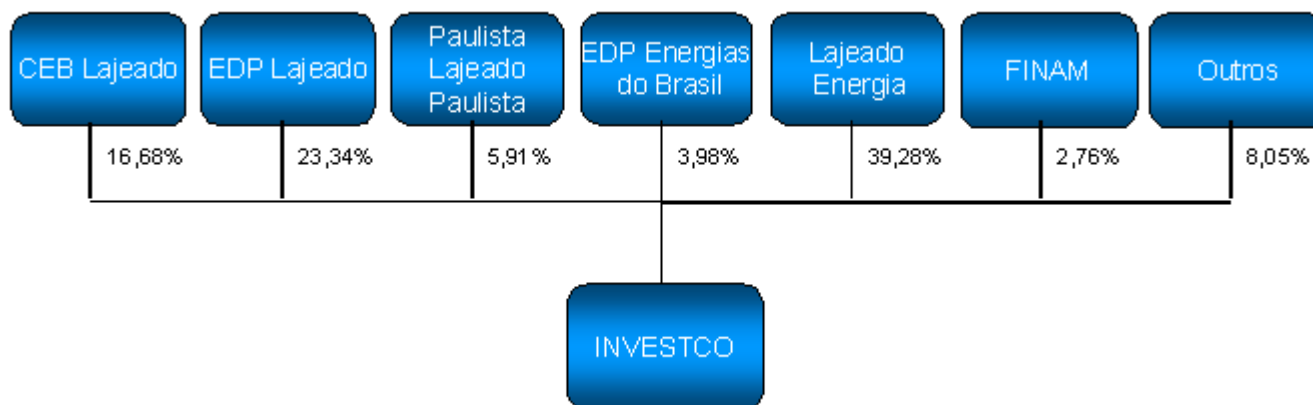 CEB Lajeado
EDP Lajeado
Paulista
Lajeado
Paulista
EDP Energias
do Brasil
Lajeado
Energia
FINAM
Outros
16,68%
23,34%
5,91%
3,98%
39,28%
2,76%
8,05%
INVESTCO